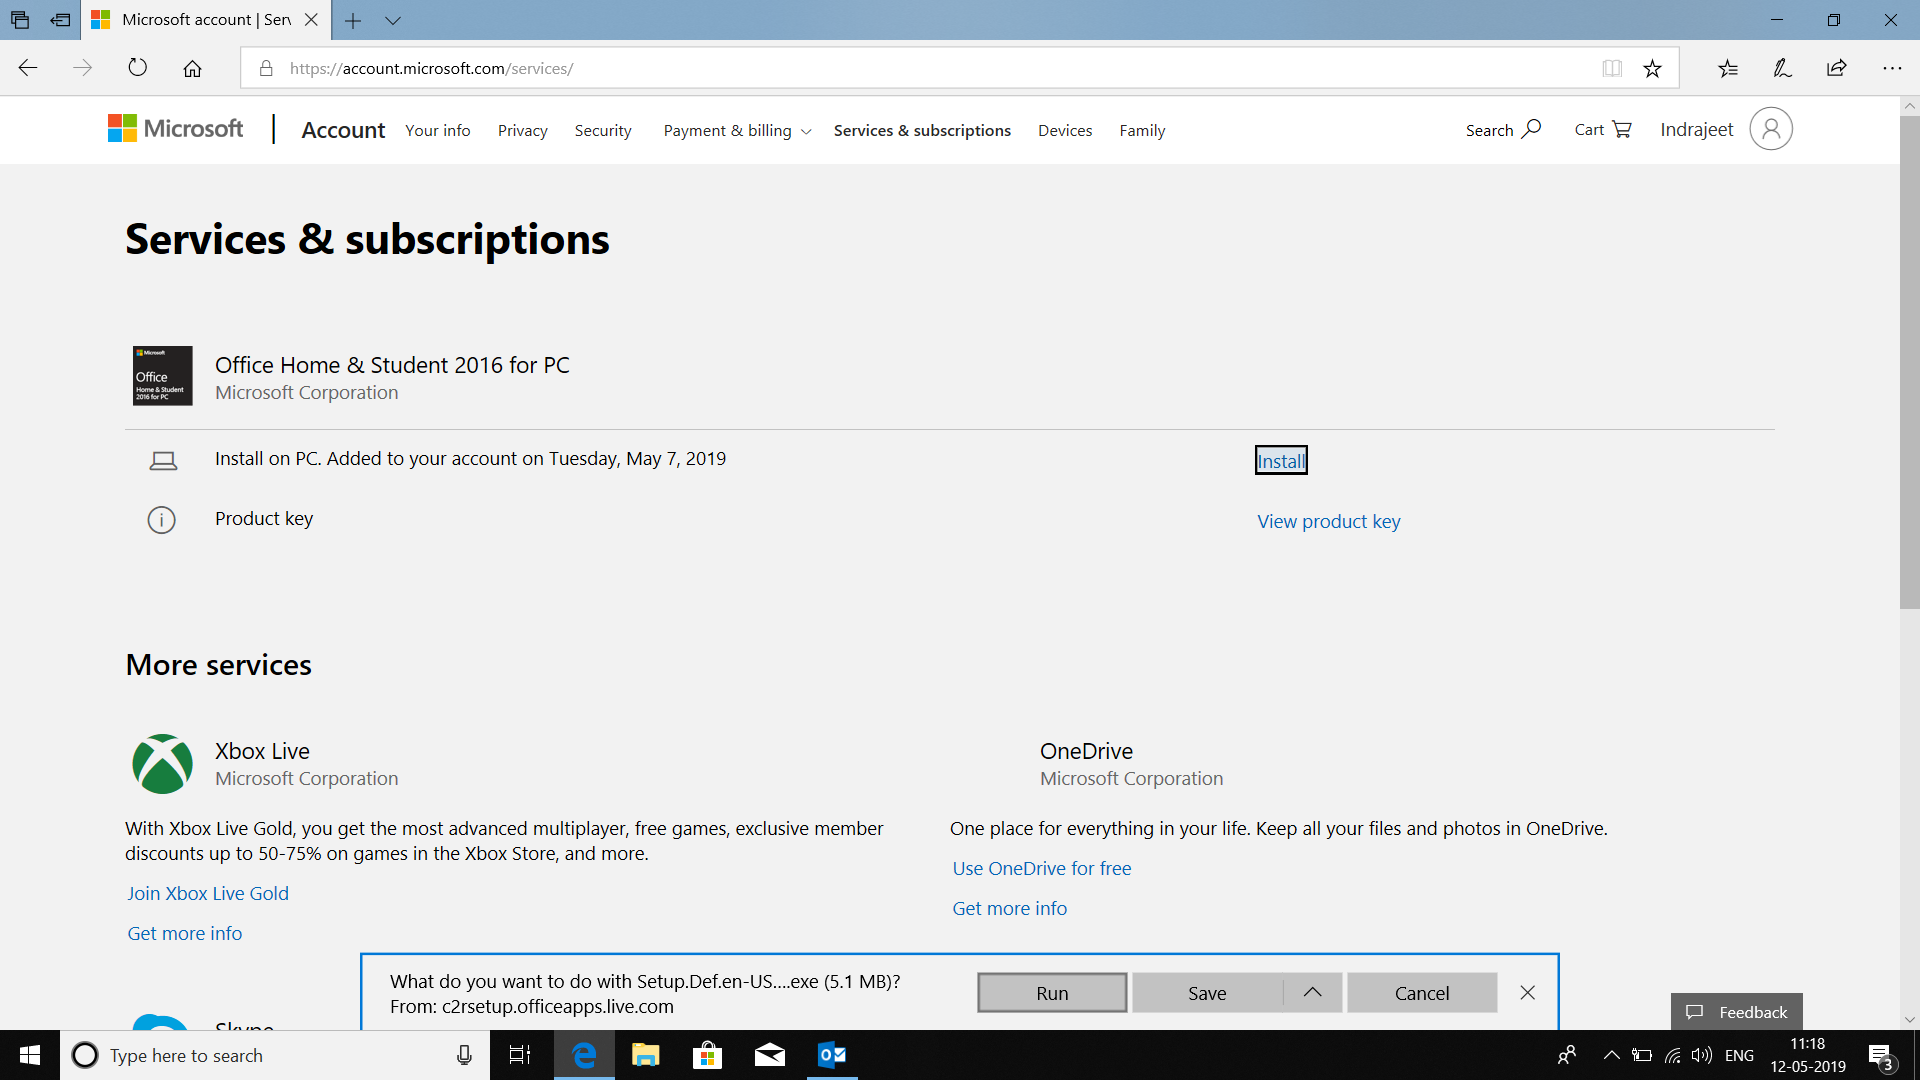 Microsoft account | Serv
https://account.microsoft.com/services/
Microsoft
Account
Your info
Privacy
Security
Payment & billing
Services & subscriptions
Devices
Family
Search
Cart
Indrajeet
Services & subscriptions
Microsoft
Office
Home & Student
2016 for PC
Office Home & Student 2016 for PC
Microsoft Corporation
Install on PC. Added to your account on Tuesday, May 7, 2019
Install
Product key
View product key
More services
Xbox Live
Microsoft Corporation
With Xbox Live Gold, you get the most advanced multiplayer, free games, exclusive member
discounts up to 50-75% on games in the Xbox Store, and more.
Join Xbox Live Gold
Get more info
OneDrive
Microsoft Corporation
One place for everything in your life. Keep all your files and photos in OneDrive.
Use OneDrive for free
Get more info
Skype
What do you want to do with Setup.Def.en-US....exe (5.1 MB)?
From: c2rsetup.officeapps.live.com
Run
Save
Cancel
Feedback
Type here to search
ENG
11:18
12-05-2019
3